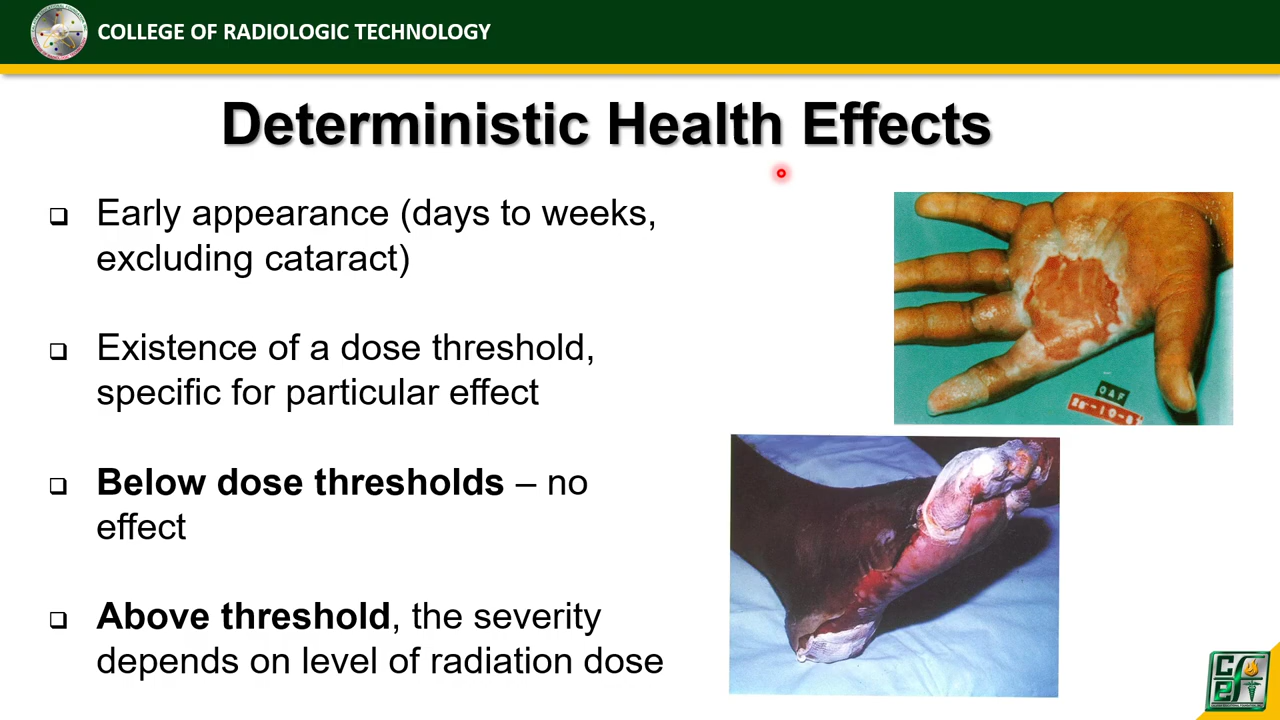 COLLEGE OF RADIOLOGIC TECHNOLOGY
Deterministic Health Effects
Early appearance (days to weeks,
excluding cataract)
Existence of a dose threshold,
specific for particular effect
Below dose thresholds – no
effect
Above threshold, the severity
depends on level of radiation dose
OAF